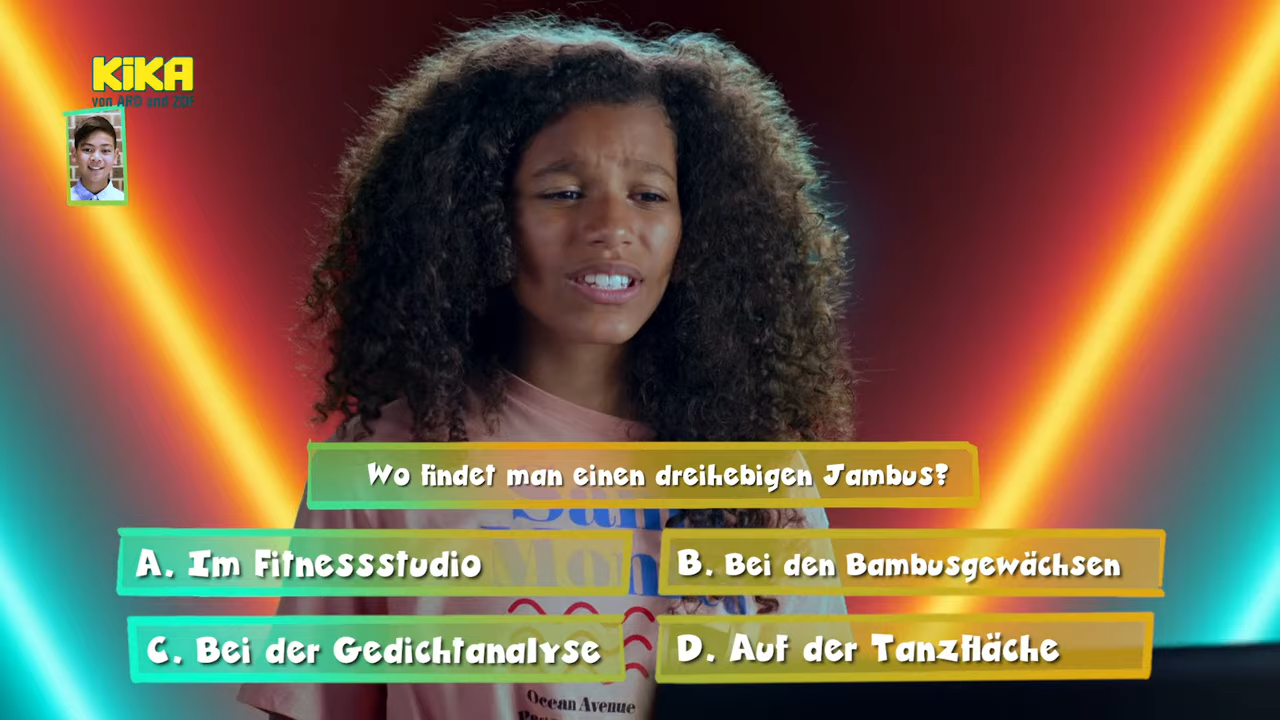 KiKA
von ARD und ZDF
Wo findet man einen dreihebigen Jambus?
A. Im Fitnessstudio
B. Bei den Bambusgewächsen
C. Bei der Gedichtanalyse
D. Auf der Tanzfläche
Ocean Avenue